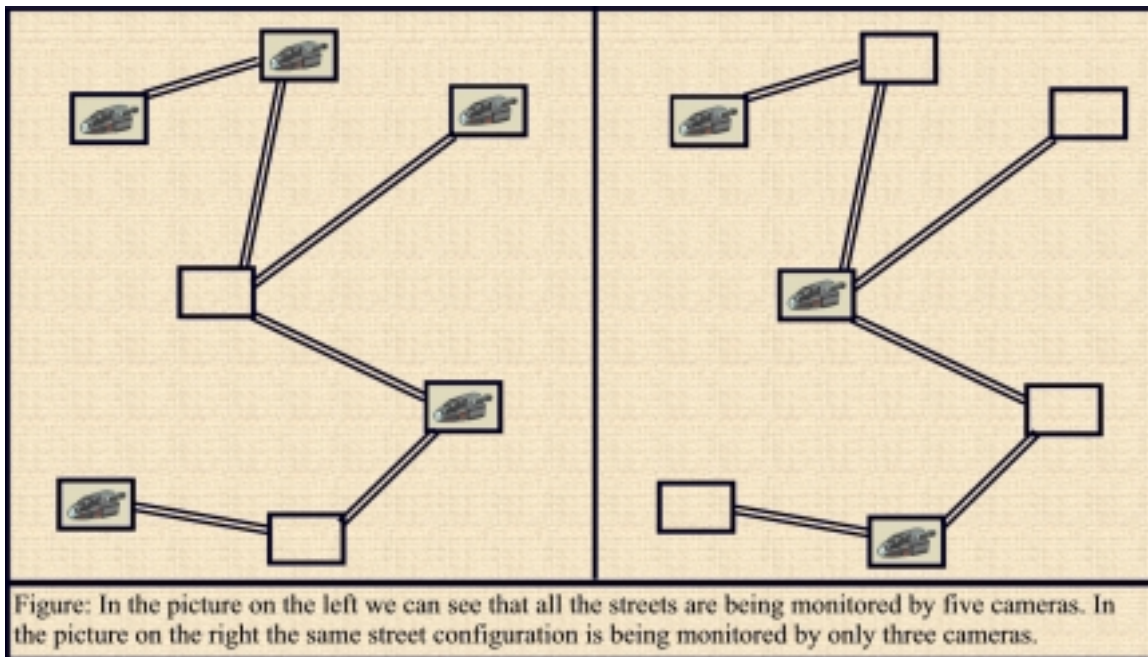 Figure: In the picture on the left we can see that all the streets are being monitored by five cameras. In
the picture on the right the same street configuration is being monitored by only three cameras.